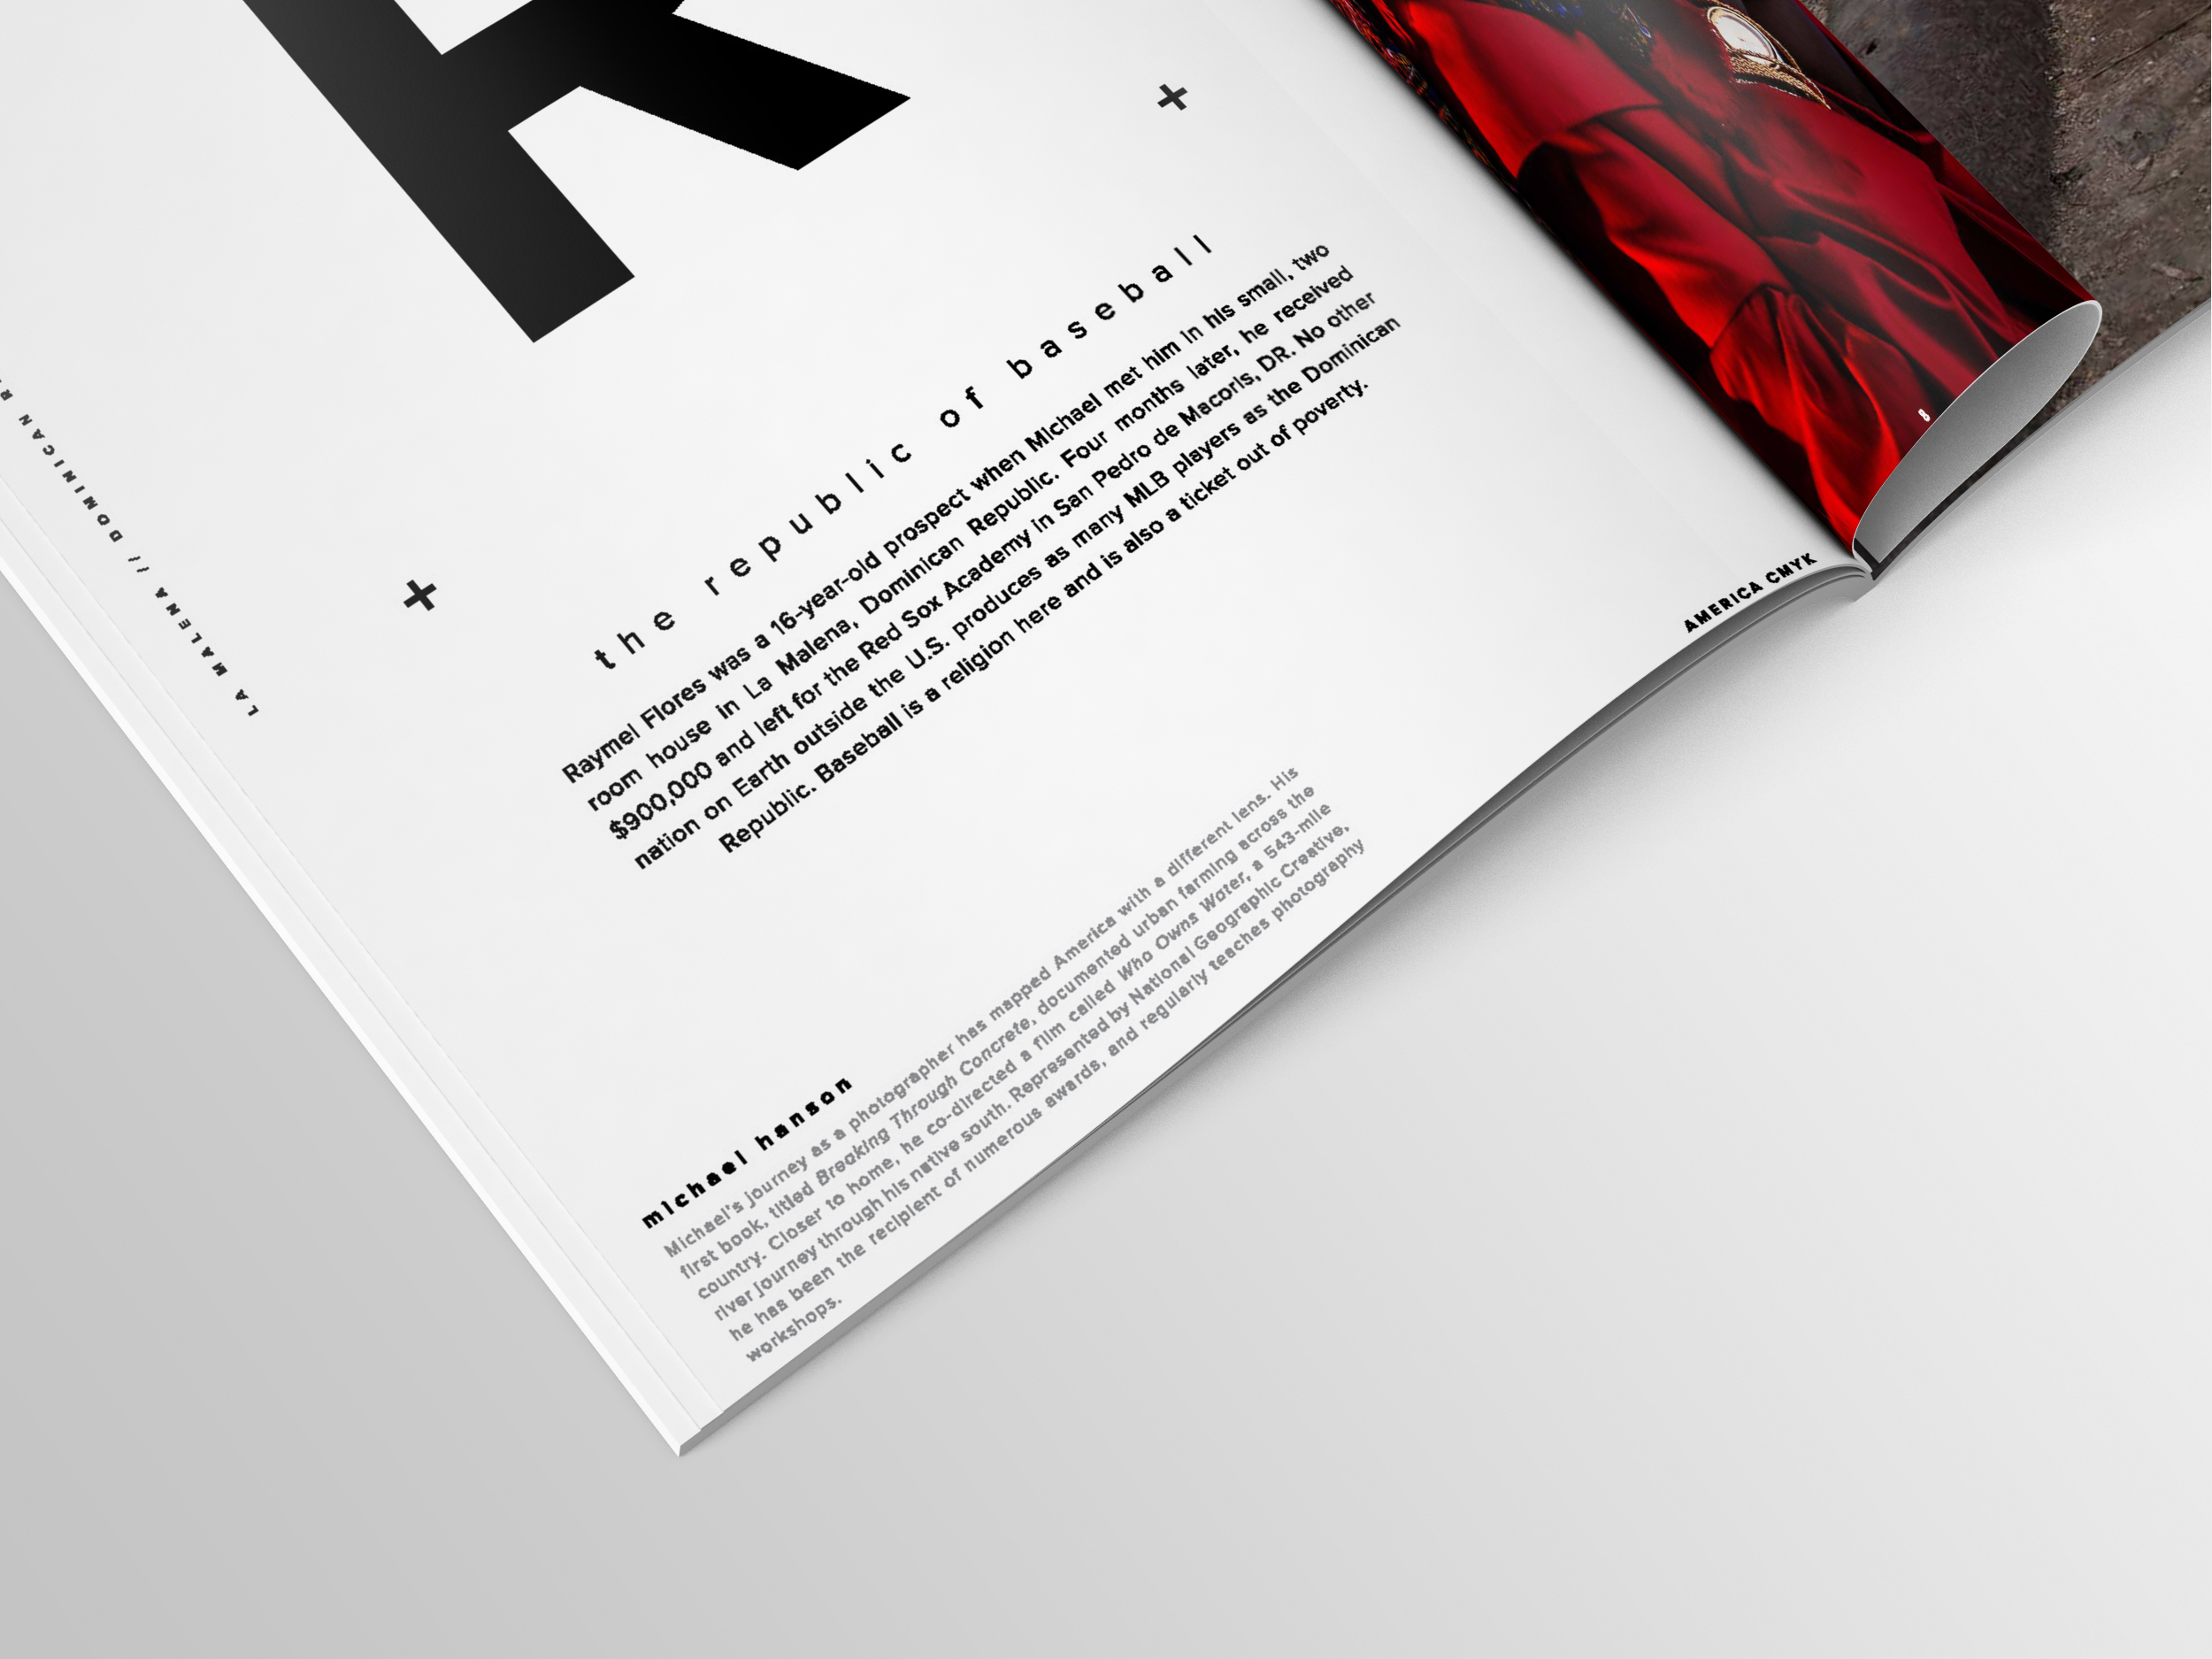 R
the republic of baseball
Raymel Flores was a 16-year-old prospect when Michael met him in his small, two
room house in La Malena, Dominican Republic. Four months later, he received
$900,000 and left for the Red Sox Academy in San Pedro de Macoris, DR. No other
nation on Earth outside the U.S. produces as many MLB players as the Dominican
Republic. Baseball is a religion here and is also a ticket out of poverty.
michael hanson
Michael's journey as a photographer has mapped America with a different lens. His
first book, titled Breaking Through Concrete, documented urban farming across the
country. Closer to home, he co-directed a film called Who Owns Water, a 543-mile
river journey through his native south. Represented by National Geographic Creative,
he has been the recipient of numerous awards, and regularly teaches photography
workshops.
LA MALENA // DOMINICAN R
AMERICA CMYK
8